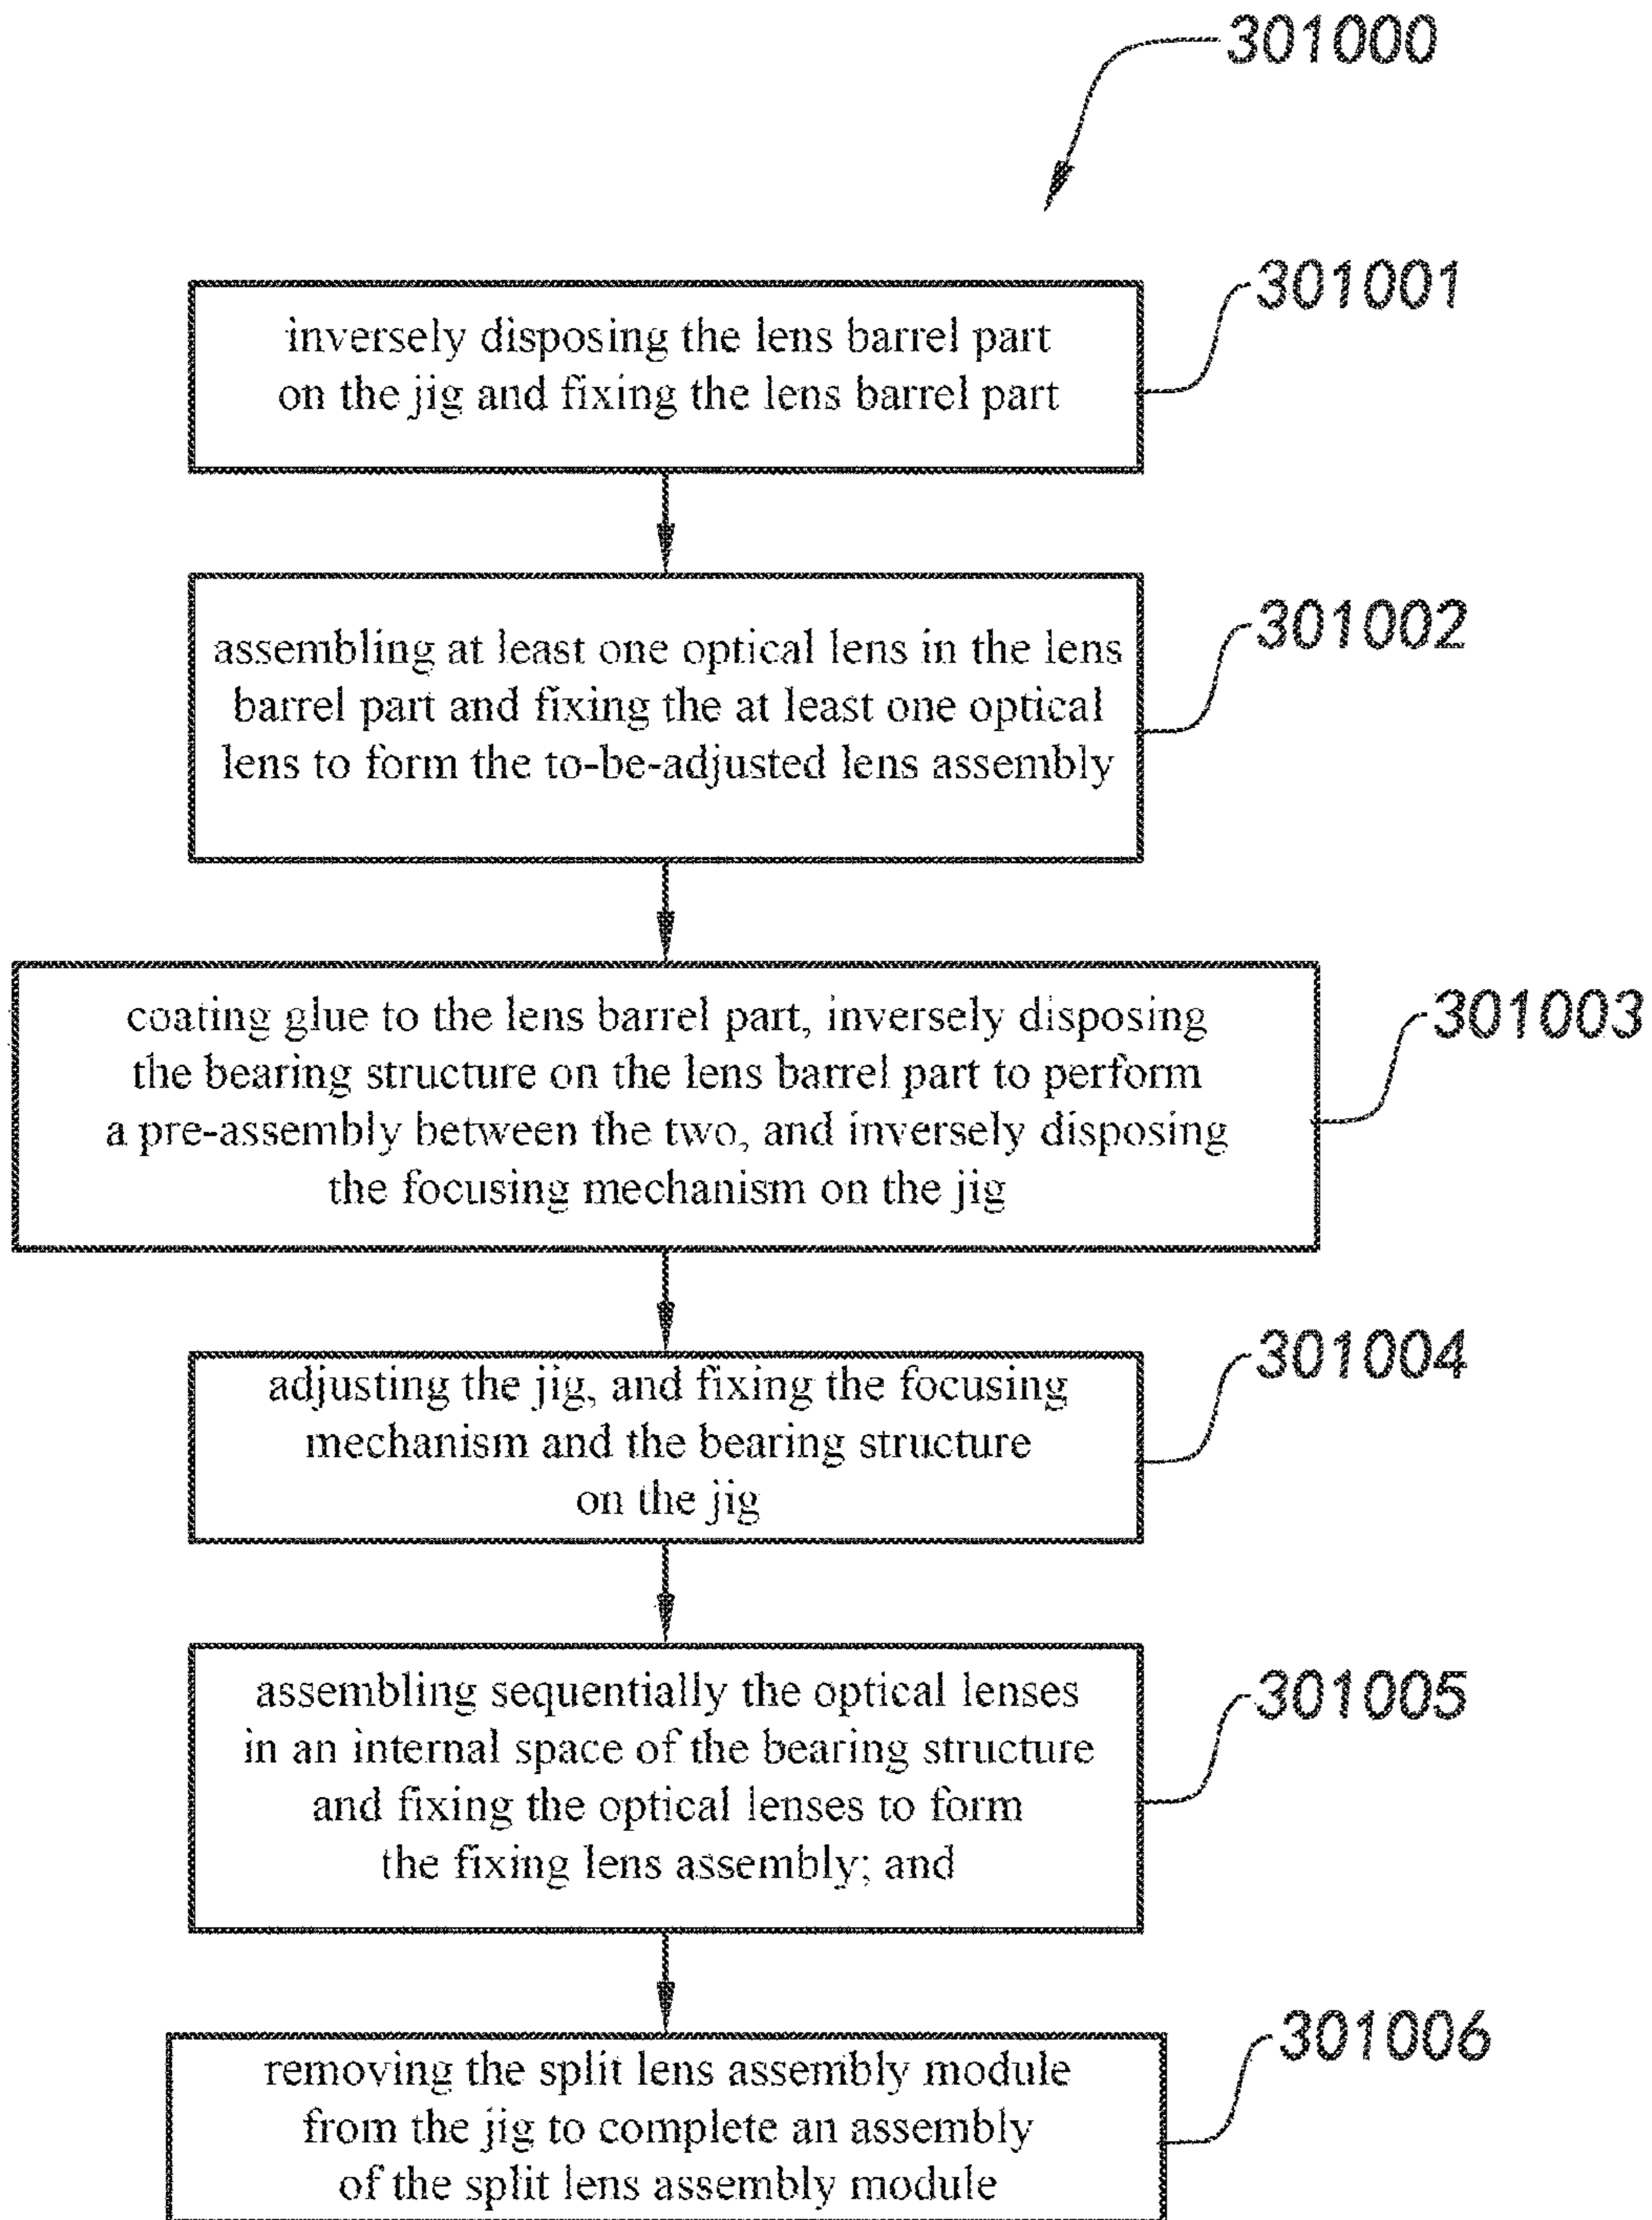 301000
301001
inversely disposing the lens barrel part
on the jig and fixing the lens barrel part
301002
assembling at least one optical lens in the lens
barrel part and fixing the at least one optical
lens to form the to-be-adjusted lens assembly
301003
coating glue to the lens barrel part, inversely disposing
the bearing structure on the lens barrel part to perform
a pre-assembly between the two, and inversely disposing
the focusing mechanism on the jig
301004
adjusting the jig, and fixing the focusing
mechanism and the bearing structure
on the jig
301005
assembling sequentially the optical lenses
in an internal space of the bearing structure
and fixing the optical lenses to form
the fixing lens assembly; and
301006
removing the split lens assembly module
from the jig to complete an assembly
of the split lens assembly module